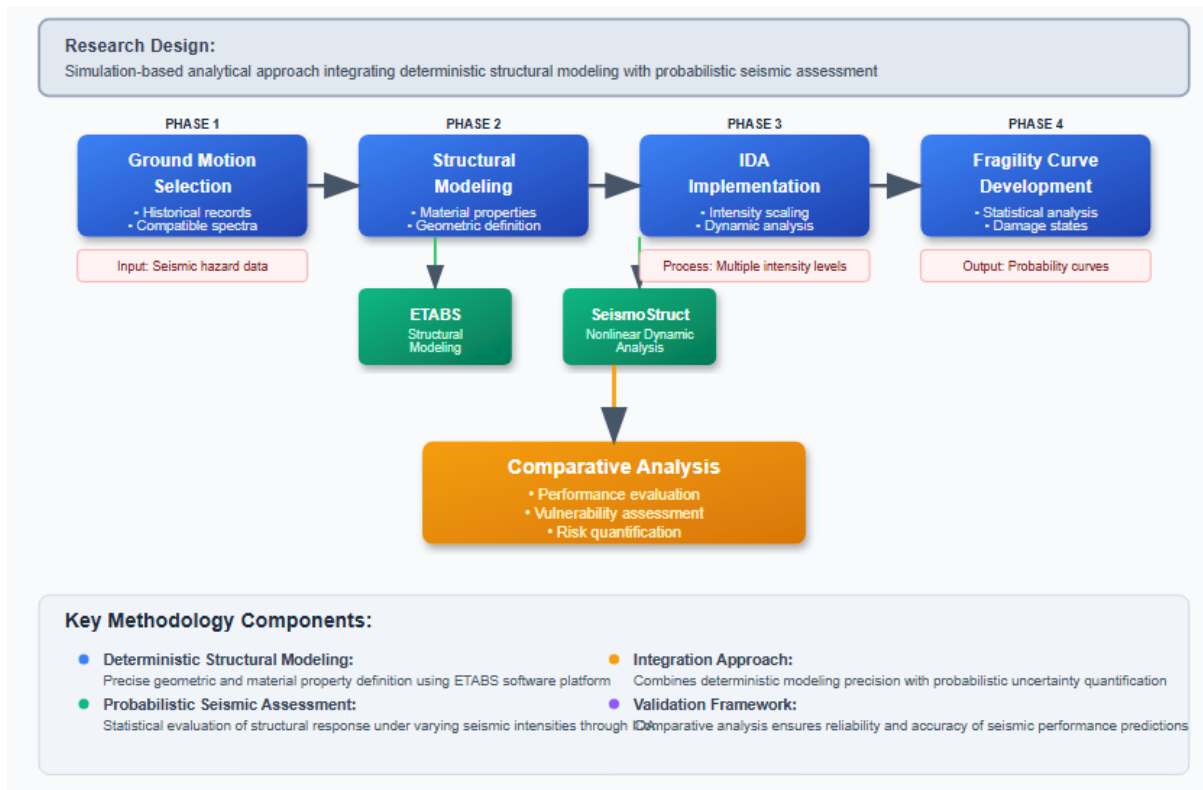 Research Design:
Simulation-based analytical approach integrating deterministic structural modeling with probabilistic seismic assessment
PHASE 1
Ground Motion
Selection
• Historical records
• Compatible spectra
Input: Seismic hazard data
PHASE 2
Structural
Modeling
• Material properties
• Geometric definition
PHASE 3
IDA
Implementation
• Intensity scaling
• Dynamic analysis
Process: Multiple intensity levels
PHASE 4
Fragility Curve
Development
• Statistical analysis
• Damage states
Output: Probability curves
ETABS
Structural
Modeling
SeismoStruct
Nonlinear Dynamic
Analysis
Comparative Analysis
• Performance evaluation
• Vulnerability assessment
• Risk quantification
Key Methodology Components:
Deterministic Structural Modeling:
Precise geometric and material property definition using ETABS software platform
Probabilistic Seismic Assessment:
Statistical evaluation of structural response under varying seismic intensities through IDA
Integration Approach:
Combines deterministic modeling precision with probabilistic uncertainty quantification
Validation Framework:
Comparative analysis ensures reliability and accuracy of seismic performance predictions